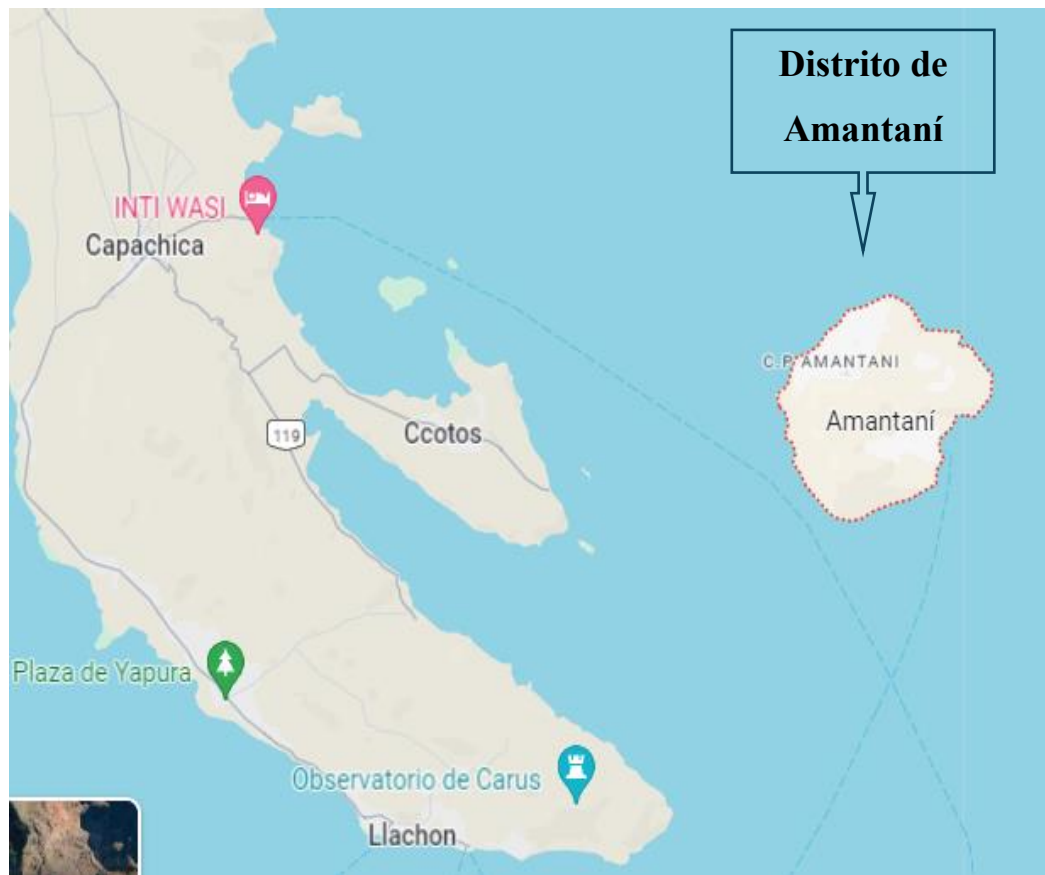 Distrito de
Amantaní
INTI WASI
Capachica
C.P. AMANTANI
Amantaní
119
Ccotos
Plaza de Yapura
Observatorio de Carus
Llachon